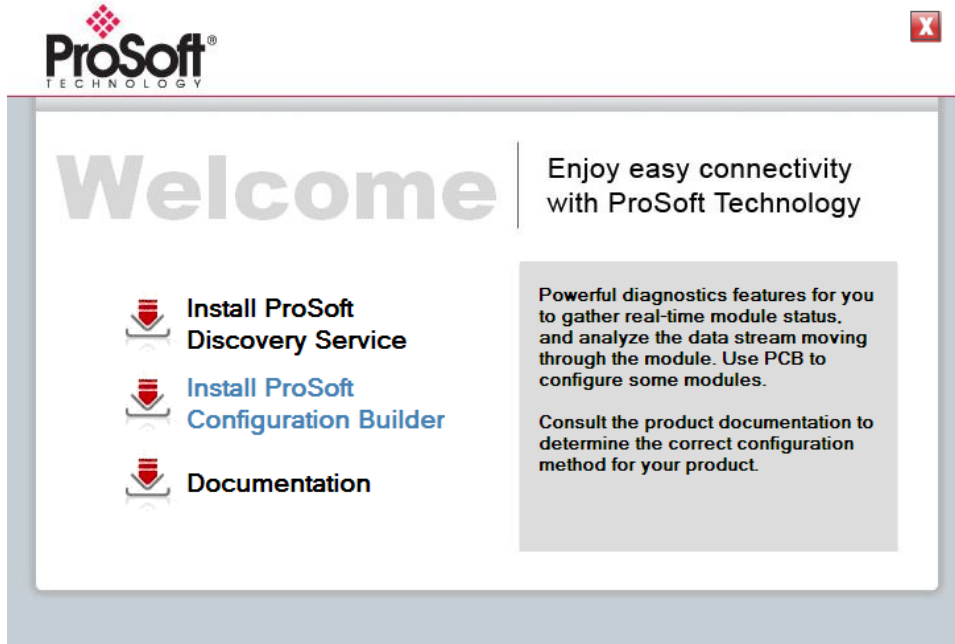 ProSoft®
TECHNOLOGY
X
Welcome
Enjoy easy connectivity
with ProSoft Technology
Install ProSoft
Discovery Service
Install ProSoft
Configuration Builder
Documentation
Powerful diagnostics features for you
to gather real-time module status,
and analyze the data stream moving
through the module. Use PCB to
configure some modules.
Consult the product documentation to
determine the correct configuration
method for your product.